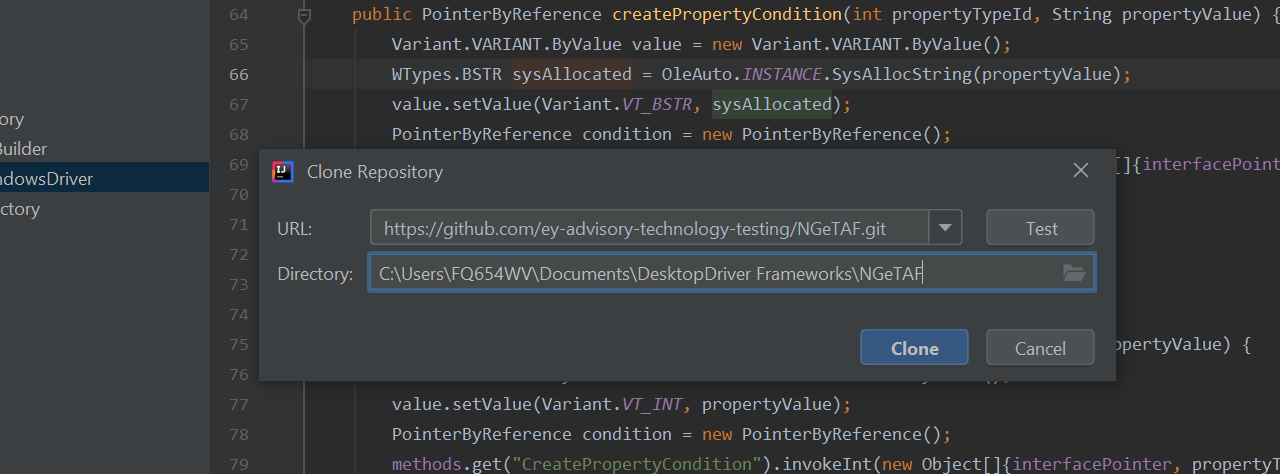 64 public PointerByReference createPropertyCondition(int propertyTypeId, String propertyValue) {
65 Variant.VARIANT.ByValue value = new Variant.VARIANT.ByValue();
66 WTypes.BSTR sysAllocated = OleAuto.INSTANCE.SysAllocString(propertyValue);
67 value.setValue(Variant.VT_BSTR, sysAllocated);
ory
68 PointerByReference condition = new PointerByReference();
Builder
69 []{interfacePoint
Clone Repository
ndowsDriver
70
ctory
71
URL: https://github.com/ey-advisory-technology-testing/NGeTAF.git Test
72
73
Directory: C:\Users\FQ654WV\Documents\DesktopDriver Frameworks\NGeTAF
74
75 opertyValue) {
Clone Cancel
76 ();
77 value.setValue(Variant.VT_INT, propertyValue);
78 PointerByReference condition = new PointerByReference();
79 methods.get("CreatePropertyCondition").invokeInt(new Object[]{interfacePointer, propertyT